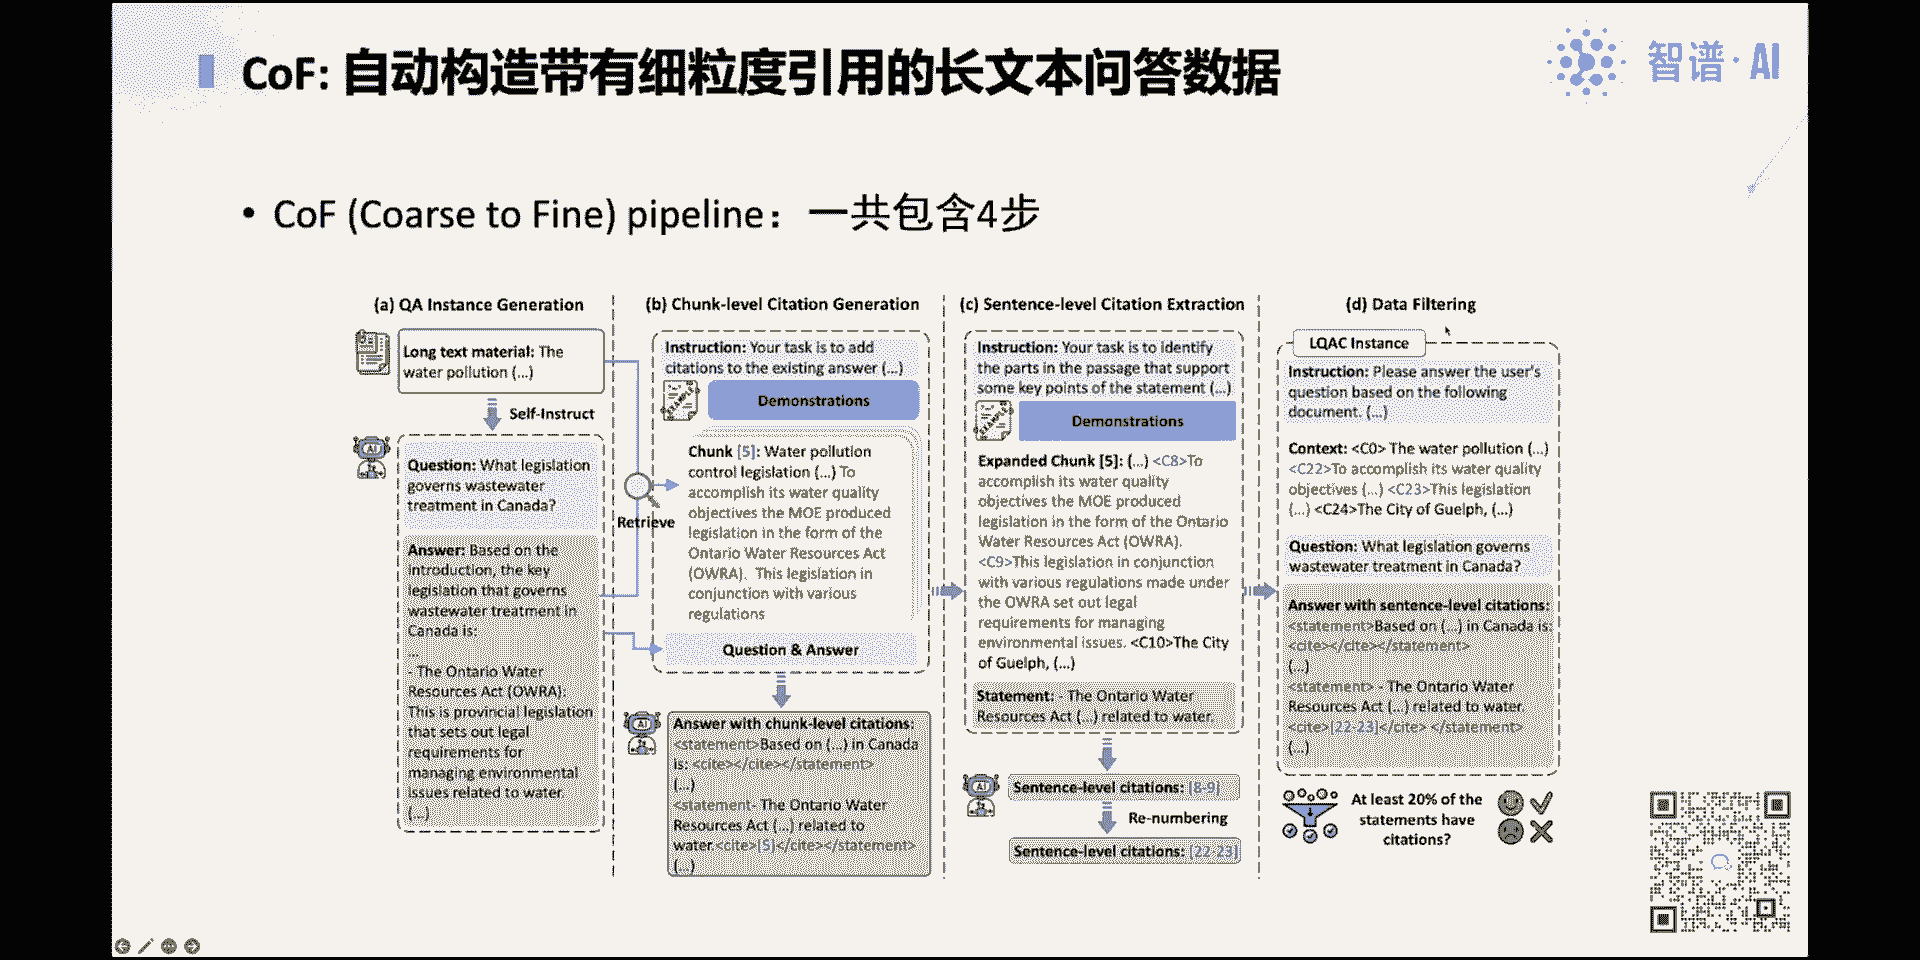 CoF: 自动构造带有细粒度引用的长文本问答数据
智谱·AI
• CoF (Coarse to Fine) pipeline：一共包含4步
(a) QA Instance Generation
Long text material: The
water pollution (...)
Self-Instruct
Question: What legislation
governs wastewater
treatment in Canada?
Answer: Based on the
introduction, the key
legislation that governs
wastewater treatment in
Canada is:
...
- The Ontario Water
Resources Act (OWRA):
This is provincial legislation
that sets out legal
requirements for
managing environmental
issues related to water.
(...)
Retrieve
(b) Chunk-level Citation Generation
Instruction: Your task is to add
citations to the existing answer (...)
EXAMPLE
Demonstrations
Chunk [5]: Water pollution
control legislation (...) To
accomplish its water quality
objectives the MOE produced
legislation in the form of the
Ontario Water Resources Act
(OWRA). This legislation in
conjunction with various
regulations
Question & Answer
AI
Answer with chunk-level citations:
<statement>Based on (...) in Canada
is: <cite></cite></statement>
(...)
<statement- The Ontario Water
Resources Act (...) related to
water.<cite>[5]</cite></statement>
(...)
(c) Sentence-level Citation Extraction
Instruction: Your task is to identify
the parts in the passage that support
some key points of the statement (...)
EXAMPLE
Demonstrations
Expanded Chunk [5]: (...) <C8>To
accomplish its water quality
objectives the MOE produced
legislation in the form of the Ontario
Water Resources Act (OWRA).
<C9>This legislation in conjunction
with various regulations made under
the OWRA set out legal
requirements for managing
environmental issues. <C10>The City
of Guelph, (...)
Statement: - The Ontario Water
Resources Act (...) related to water.
AI
Sentence-level citations: [8-9]
Re-numbering
Sentence-level citations: [22-23]
(d) Data Filtering
LQAC Instance
Instruction: Please answer the user's
question based on the following
document. (...)
Context: <C0> The water pollution (...)
<C22>To accomplish its water quality
objectives (...) <C23>This legislation
(...) <C24>The City of Guelph, (...)
Question: What legislation governs
wastewater treatment in Canada?
Answer with sentence-level citations:
<statement>Based on (...) in Canada is:
<cite></cite></statement>
(...)
<statement> - The Ontario Water
Resources Act (...) related to water.
<cite>[22-23]</cite> </statement>
(...)
At least 20% of the
statements have
citations?